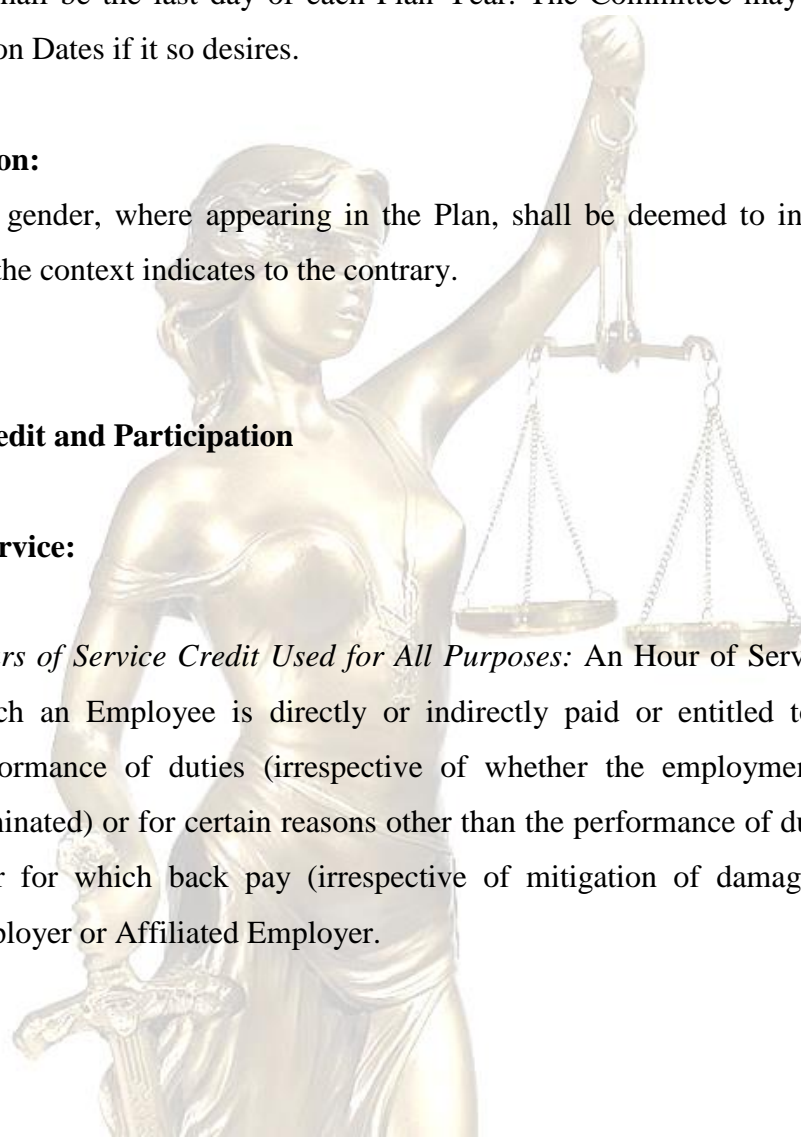 hall be the last day of each Plan Year. The Committee may
on Dates if it so desires.
on:
gender, where appearing in the Plan, shall be deemed to in
the context indicates to the contrary.
edit and Participation
rvice:
rs of Service Credit Used for All Purposes: An Hour of Serv
ch an Employee is directly or indirectly paid or entitled to
ormance of duties (irrespective of whether the employmen
ninated) or for certain reasons other than the performance of du
r for which back pay (irrespective of mitigation of damag
ployer or Affiliated Employer.